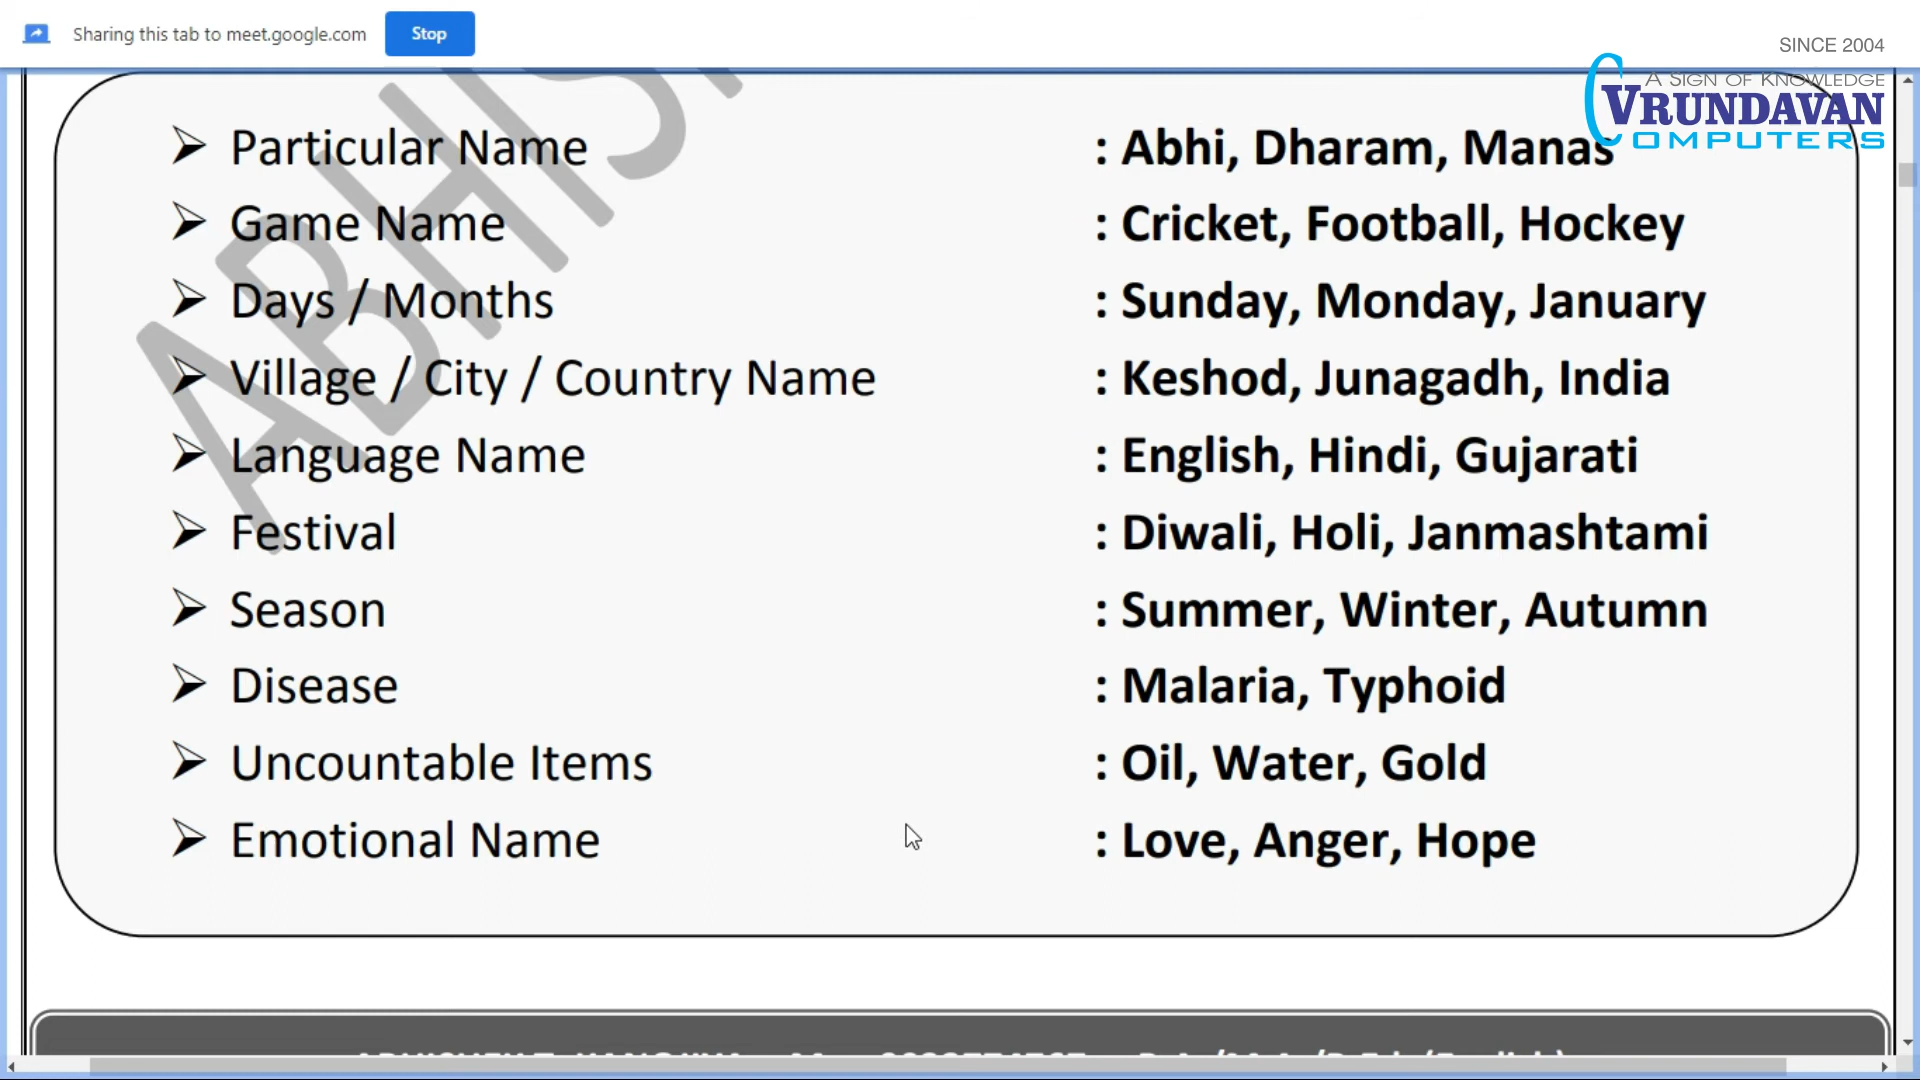 Sharing this tab to meet.google.com Stop
SINCE 2004
A SIGN OF KNOWLEDGE
VRUNDAVAN
COMPUTERS
➢ Particular Name : Abhi, Dharam, Manas
➢ Game Name : Cricket, Football, Hockey
➢ Days / Months : Sunday, Monday, January
➢ Village / City / Country Name : Keshod, Junagadh, India
➢ Language Name : English, Hindi, Gujarati
➢ Festival : Diwali, Holi, Janmashtami
➢ Season : Summer, Winter, Autumn
➢ Disease : Malaria, Typhoid
➢ Uncountable Items : Oil, Water, Gold
➢ Emotional Name : Love, Anger, Hope